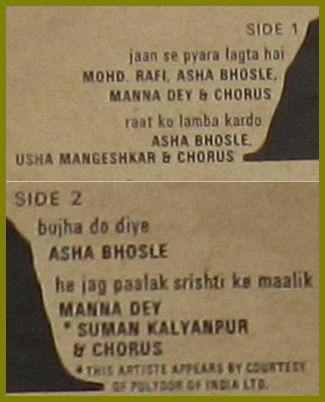 SIDE 1
jaan se pyara lagta hai
MOHD. RAFI, ASHA BHOSLE,
MANNA DEY & CHORUS
raat ko lamba kardo
ASHA BHOSLE,
USHA MANGESHKAR & CHORUS
SIDE 2
bujha do diye
ASHA BHOSLE
he jag paalak srishti ke maalik
MANNA DEY
* SUMAN KALYANPUR
& CHORUS
* THIS ARTISTE APPEARS BY COURTESY
OF POLYDOR OF INDIA LTD.